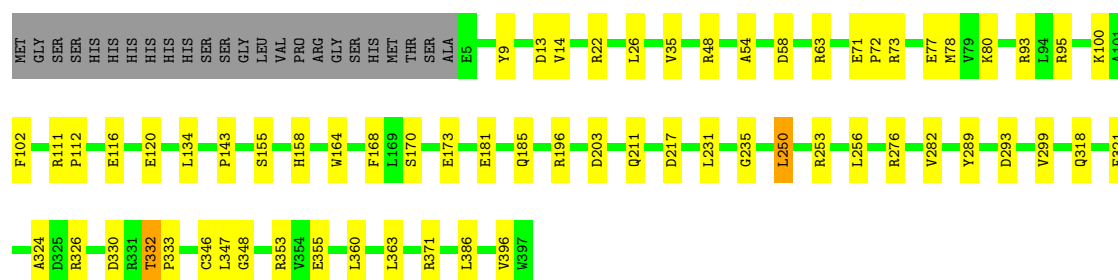 MET GLY SER SER HIS HIS HIS HIS HIS HIS SER SER GLY LEU VAL PRO ARG GLY SER HIS MET THR SER ALA E5 Y9 D13 V14 R22 L26 V35 R48 A54 D58 R63 E71 P72 R73 E77 M78 V79 K80 R93 L94 R95 K100 A101
F102 R111 P112 E116 E120 L134 P143 S155 H158 W164 F168 L169 S170 E173 E181 Q185 R196 D203 Q211 D217 L231 G235 L250 R253 L256 R276 V282 Y289 D293 V299 Q318
A324 D325 R326 D330 R331 T332 P333 C346 L347 G348 R353 V354 E355 L360 L363 R371 L386 V396 W397